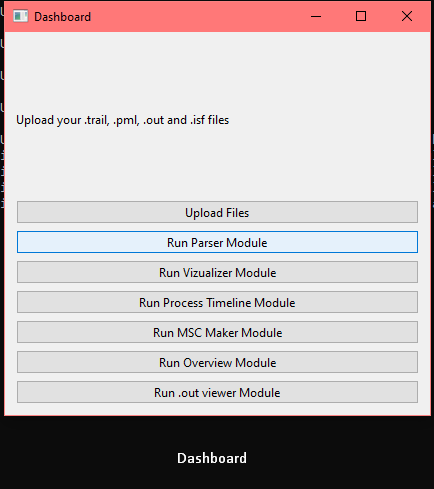 Dashboard
Upload your .trail, .pml, .out and .isf files
Upload Files
Run Parser Module
Run Vizualizer Module
Run Process Timeline Module
Run MSC Maker Module
Run Overview Module
Run .out viewer Module
Dashboard